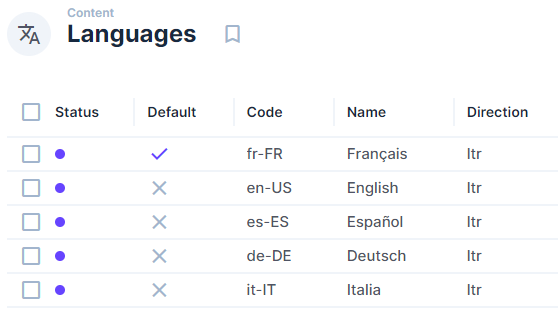 Content
Languages
Status Default Code Name Direction
fr-FR Français ltr
en-US English ltr
es-ES Español ltr
de-DE Deutsch ltr
it-IT Italia ltr